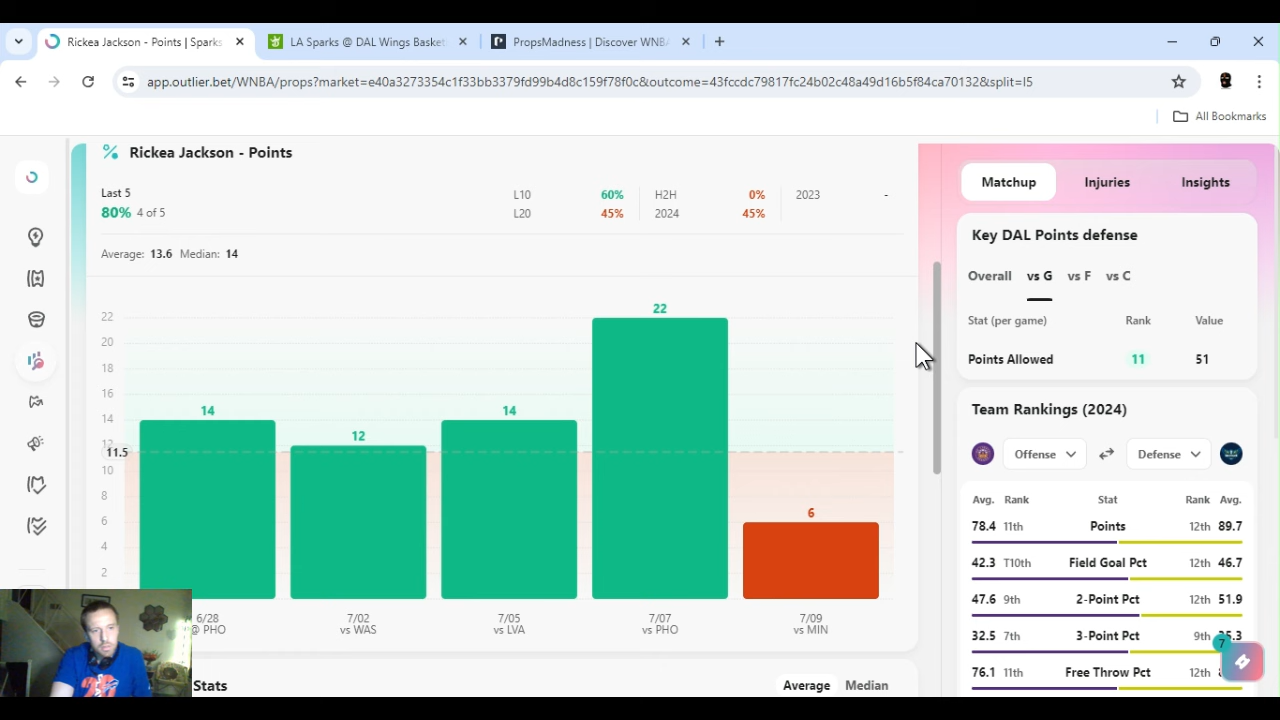 Rickea Jackson - Points | Sparks
LA Sparks @ DAL Wings Basket
PropsMadness | Discover WNB
app.outlier.bet/WNBA/props?market=e40a3273354c1f33bb3379fd99b4d8c159f78f0c&outcome=43fccdc79817fc24b02c48a49d16b5f84ca70132&split=l5
All Bookmarks
Rickea Jackson - Points
Last 5
80% 4 of 5
L10 60% H2H 0% 2023 -
L20 45% 2024 45%
Average: 13.6 Median: 14
22
20
18
16
14
12
11.5
10
8
6
4
2
14
12
14
22
6
6/28
@ PHO
7/02
vs WAS
7/05
vs LVA
7/07
vs PHO
7/09
vs MIN
Stats
Average Median
Matchup Injuries Insights
Key DAL Points defense
Overall vs G vs F vs C
Stat (per game) Rank Value
Points Allowed 11 51
Team Rankings (2024)
Offense Defense
Avg. Rank Stat Rank Avg.
78.4 11th Points 12th 89.7
42.3 T10th Field Goal Pct 12th 46.7
47.6 9th 2-Point Pct 12th 51.9
32.5 7th 3-Point Pct 9th
7
76.1 11th Free Throw Pct 12th